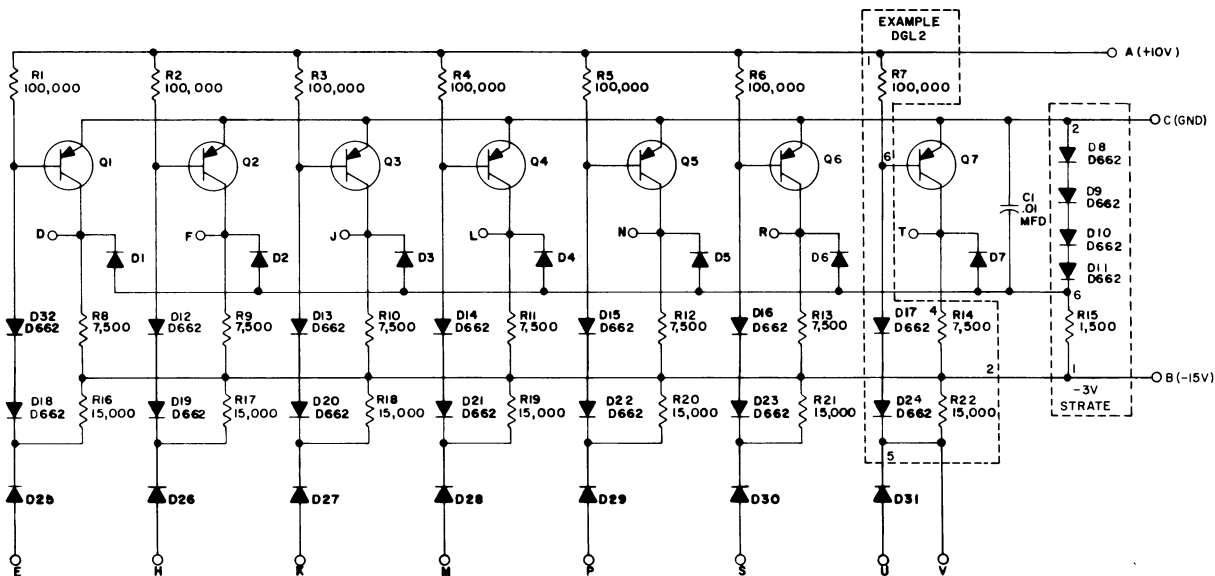 EXAMPLE
DGL2
A (+10V)
1
R1
100,000
R2
100,000
R3
100,000
R4
100,000
R5
100,000
R6
100,000
R7
100,000
C (GND)
2
Q1
Q2
Q3
Q4
Q5
Q6
6
Q7
C1
.01
MFD
D8
D662
D9
D662
D10
D662
D11
D662
D
D1
F
D2
J
D3
L
D4
N
D5
R
D6
T
D7
6
D32
D662
R8
7,500
D12
D662
R9
7,500
D13
D662
R10
7,500
D14
D662
R11
7,500
D15
D662
R12
7,500
D16
D662
R13
7,500
D17
D662
4
R14
7,500
R15
1,500
2
1
B (-15V)
D18
D662
R16
15,000
D19
D662
R17
15,000
D20
D662
R18
15,000
D21
D662
R19
15,000
D22
D662
R20
15,000
D23
D662
R21
15,000
D24
D662
R22
15,000
-3V
STRATE
5
D25
D26
D27
D28
D29
D30
D31
E
H
K
M
P
S
U
V